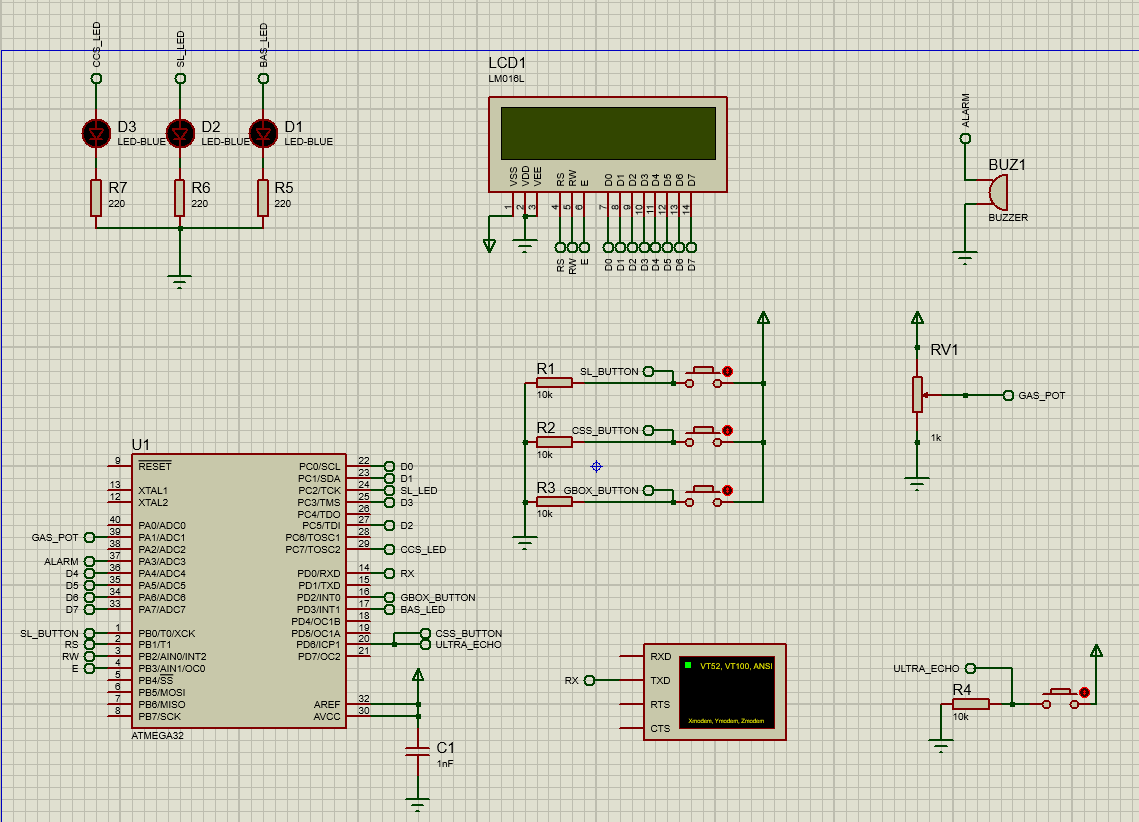 CCS_LED
SL_LED
BAS_LED
D3
LED-BLUE
D2
LED-BLUE
D1
LED-BLUE
R7
220
R6
220
R5
220
LCD1
LM016L
VSS
VDD
VEE
RS
RW
E
D0
D1
D2
D3
D4
D5
D6
D7
1
2
3
4
5
6
7
8
9
10
11
12
13
14
RS
RW
E
D0
D1
D2
D3
D4
D5
D6
D7
ALARM
BUZ1
BUZZER
R1
10k
SL_BUTTON
R2
10k
CSS_BUTTON
R3
10k
GBOX_BUTTON
RV1
GAS_POT
1k
U1
9 RESET
13 XTAL1
12 XTAL2
40 PA0/ADC0
GAS_POT 39 PA1/ADC1
38 PA2/ADC2
ALARM 37 PA3/ADC3
D4 36 PA4/ADC4
D5 35 PA5/ADC5
D6 34 PA6/ADC6
D7 33 PA7/ADC7
SL_BUTTON 1 PB0/T0/XCK
RS 2 PB1/T1
RW 3 PB2/AIN0/INT2
E 4 PB3/AIN1/OC0
5 PB4/SS
6 PB5/MOSI
7 PB6/MISO
8 PB7/SCK
PC0/SCL 22 D0
PC1/SDA 23 D1
PC2/TCK 24 SL_LED
PC3/TMS 25 D3
PC4/TDO 26
PC5/TDI 27 D2
PC6/TOSC1 28
PC7/TOSC2 29 CCS_LED
PD0/RXD 14 RX
PD1/TXD 15
PD2/INT0 16 GBOX_BUTTON
PD3/INT1 17 BAS_LED
PD4/OC1B 18
PD5/OC1A 19 CSS_BUTTON
PD6/ICP1 20 ULTRA_ECHO
PD7/OC2 21
AREF 32
AVCC 30
ATMEGA32
C1
1nF
RX
RXD
TXD
RTS
CTS
VT52, VT100, ANSI
Xmodem, Ymodem, Zmodem
ULTRA_ECHO
R4
10k